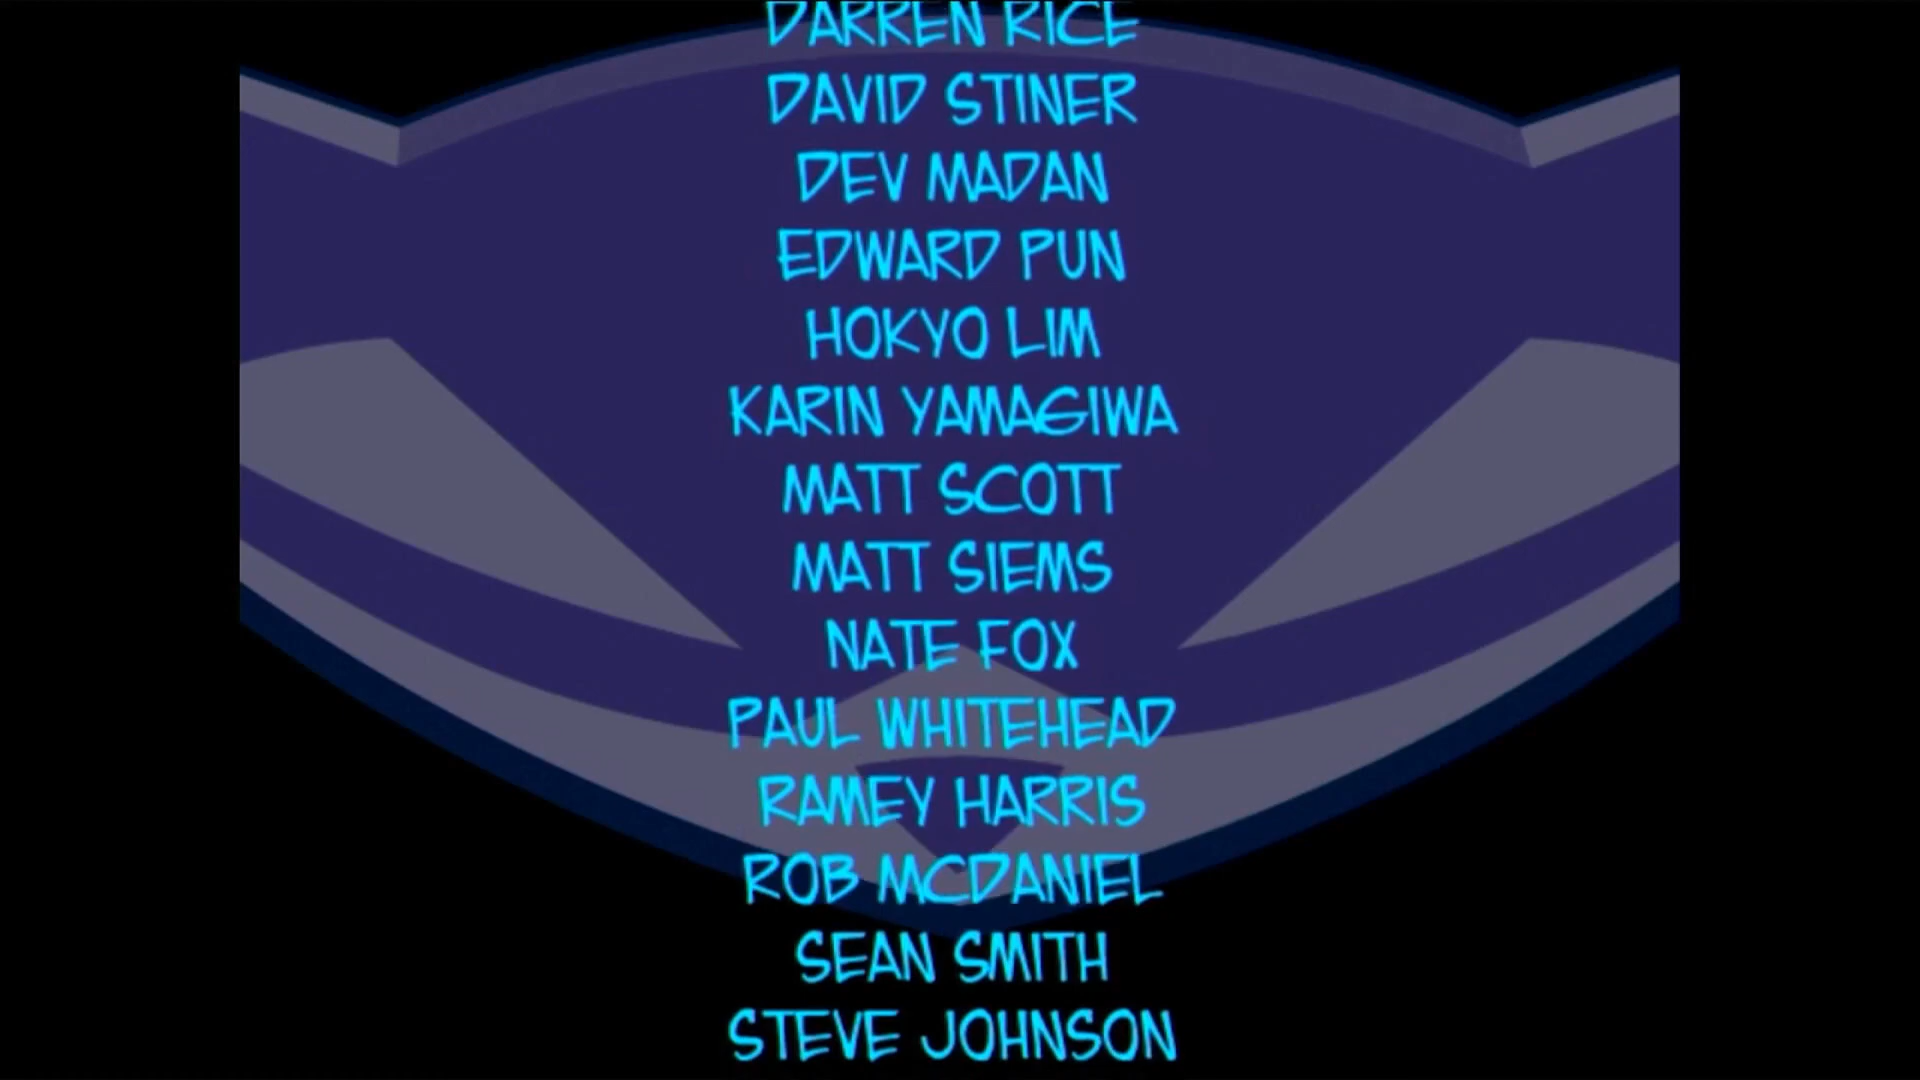 DARREN RICE
DAVID STINER
DEV MADAN
EDWARD PUN
HOKYO LIM
KARIN YAMAGIWA
MATT SCOTT
MATT SIEMS
NATE FOX
PAUL WHITEHEAD
RAMEY HARRIS
ROB MCDANIEL
SEAN SMITH
STEVE JOHNSON